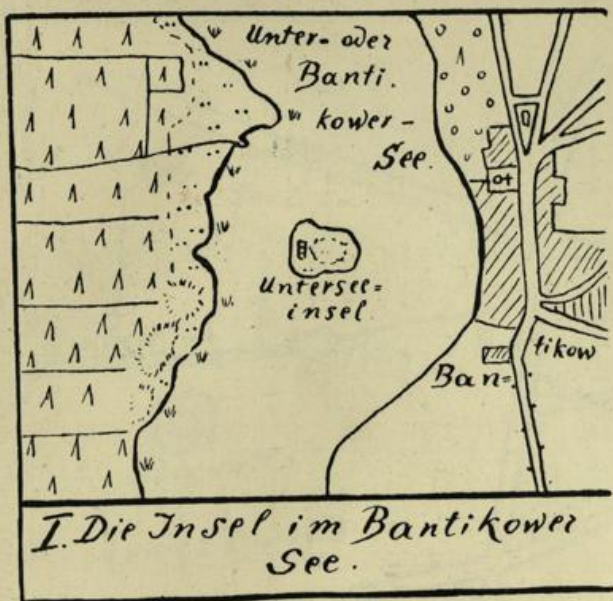 Unter- oder
Banti.
kower-
See.
Untersee=
insel
Ban=
tikow
I. Die Insel im Bantikower
See.